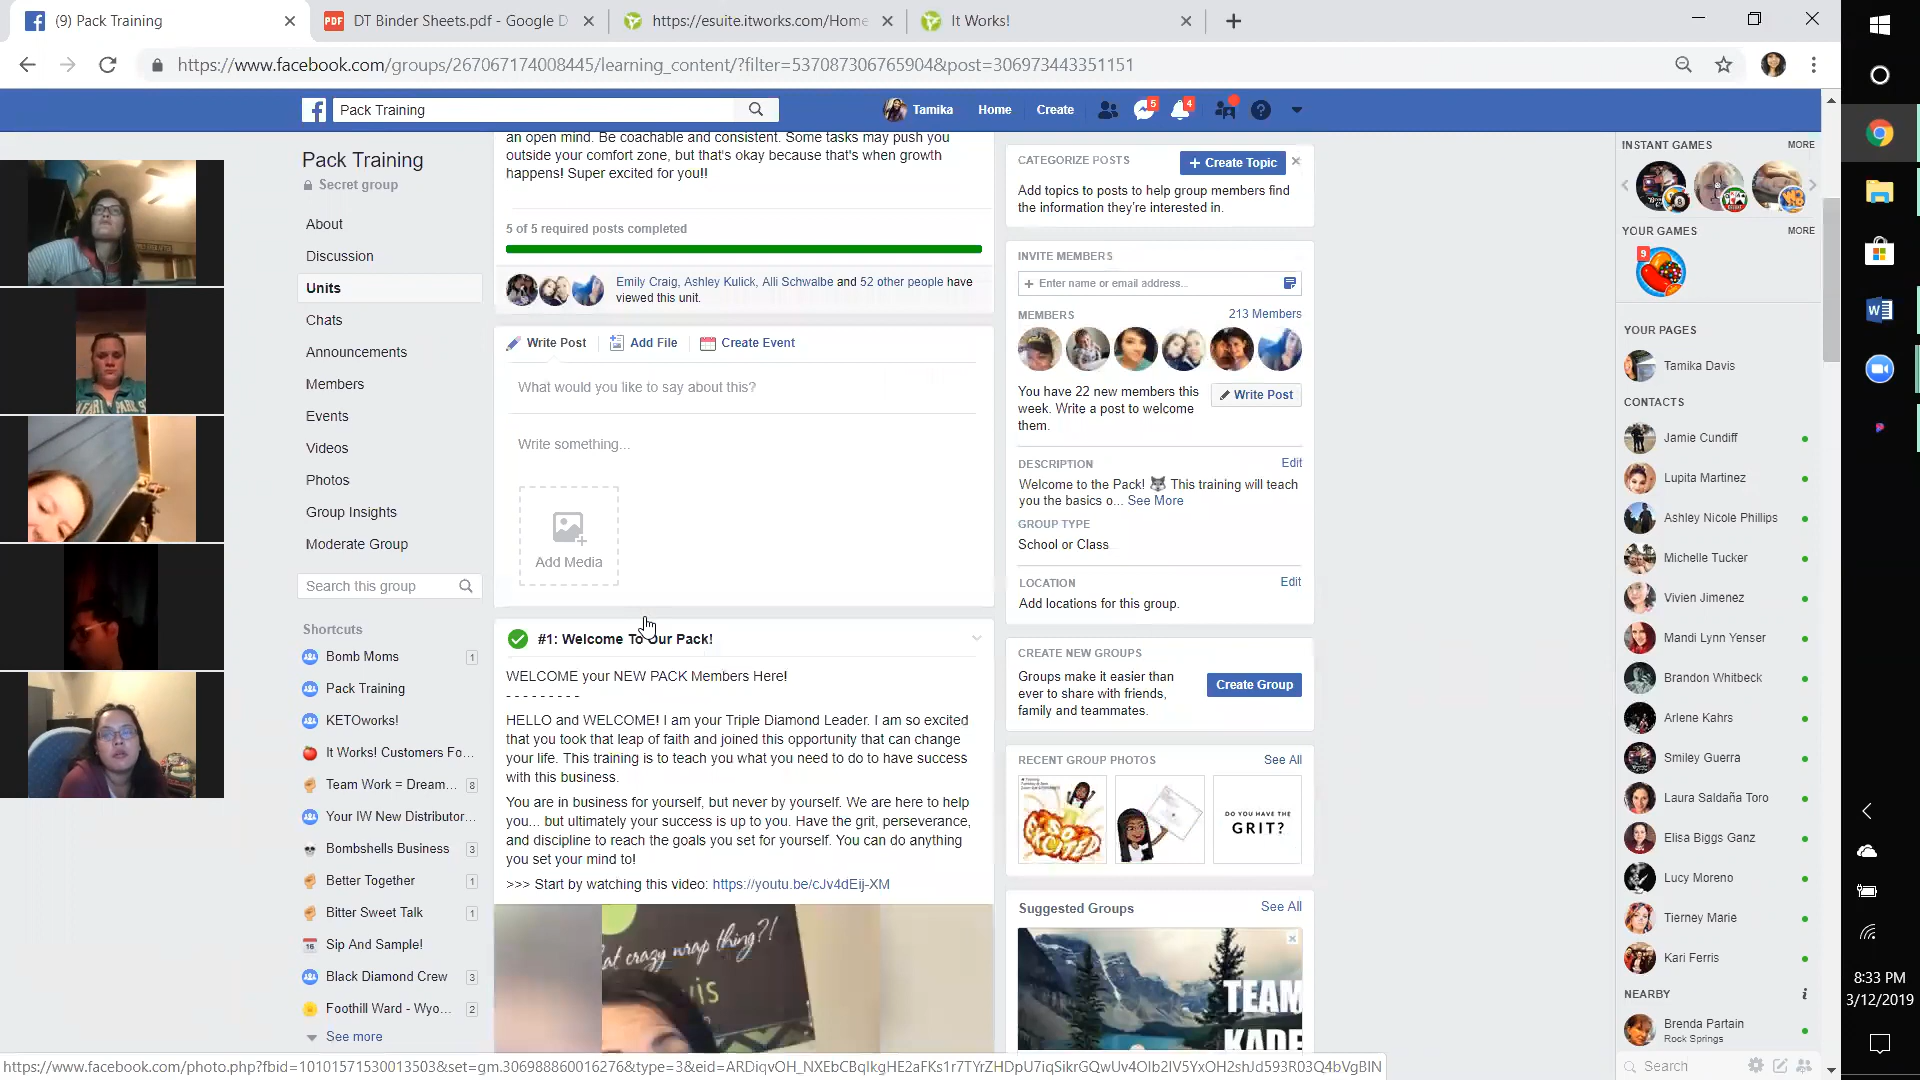 (9) Pack Training
DT Binder Sheets.pdf - Google D
https://esuite.itworks.com/Home
It Works!
https://www.facebook.com/groups/267067174008445/learning_content/?filter=537087306765904&post=306973443351151
Pack Training
Tamika
Home
Create
5
4
Pack Training
Secret group
About
Discussion
Units
Chats
Announcements
Members
Events
Videos
Photos
Group Insights
Moderate Group
Search this group
Shortcuts
Bomb Moms 1
Pack Training
KETOworks!
It Works! Customers Fo...
Team Work = Dream... 8
Your IW New Distributor...
Bombshells Business 3
Better Together 1
Bitter Sweet Talk 1
Sip And Sample!
Black Diamond Crew 3
Foothill Ward - Wyo... 2
See more
an open mind. Be coachable and consistent. Some tasks may push you
outside your comfort zone, but that's okay because that's when growth
happens! Super excited for you!!
5 of 5 required posts completed
Emily Craig, Ashley Kulick, Alli Schwalbe and 52 other people have
viewed this unit.
Write Post
Add File
Create Event
What would you like to say about this?
Write something...
Add Media
#1: Welcome To Our Pack!
WELCOME your NEW PACK Members Here!
- - - - - - - - -
HELLO and WELCOME! I am your Triple Diamond Leader. I am so excited
that you took that leap of faith and joined this opportunity that can change
your life. This training is to teach you what you need to do to have success
with this business.
You are in business for yourself, but never by yourself. We are here to help
you... but ultimately your success is up to you. Have the grit, perseverance,
and discipline to reach the goals you set for yourself. You can do anything
you set your mind to!
>>> Start by watching this video: https://youtu.be/cJv4dEij-XM
at crazy wrap thing?!
vis
CATEGORIZE POSTS
+ Create Topic
Add topics to posts to help group members find
the information they're interested in.
INVITE MEMBERS
+ Enter name or email address...
MEMBERS
213 Members
You have 22 new members this
week. Write a post to welcome
them.
Write Post
DESCRIPTION
Edit
Welcome to the Pack! 🐺 This training will teach
you the basics o... See More
GROUP TYPE
School or Class
LOCATION
Edit
Add locations for this group.
CREATE NEW GROUPS
Groups make it easier than
ever to share with friends,
family and teammates.
Create Group
RECENT GROUP PHOTOS
See All
DO YOU HAVE THE
GRIT?
Suggested Groups
See All
TEAM
KADE
INSTANT GAMES
MORE
YOUR GAMES
MORE
9
YOUR PAGES
Tamika Davis
CONTACTS
Jamie Cundiff
Lupita Martinez
Ashley Nicole Phillips
Michelle Tucker
Vivien Jimenez
Mandi Lynn Yenser
Brandon Whitbeck
Arlene Kahrs
Smiley Guerra
Laura Saldaña Toro
Elisa Biggs Ganz
Lucy Moreno
Tierney Marie
Kari Ferris
NEARBY
Brenda Partain
Rock Springs
Search
8:33 PM
3/12/2019